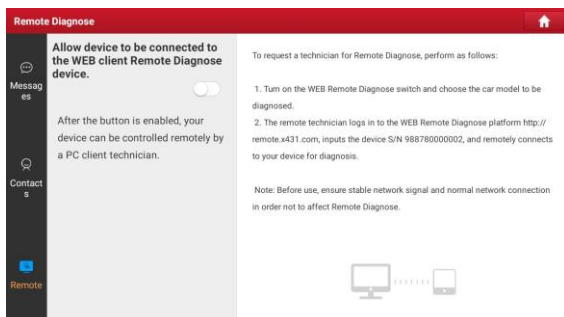 Remote Diagnose
Messag
es
Contact
s
Remote
Allow device to be connected to
the WEB client Remote Diagnose
device.
After the button is enabled, your
device can be controlled remotely by
a PC client technician.
To request a technician for Remote Diagnose, perform as follows:
1. Turn on the WEB Remote Diagnose switch and choose the car model to be
diagnosed.
2. The remote technician logs in to the WEB Remote Diagnose platform http://
remote.x431.com, inputs the device S/N 988780000002, and remotely connects
to your device for diagnosis.
Note: Before use, ensure stable network signal and normal network connection
in order not to affect Remote Diagnose.